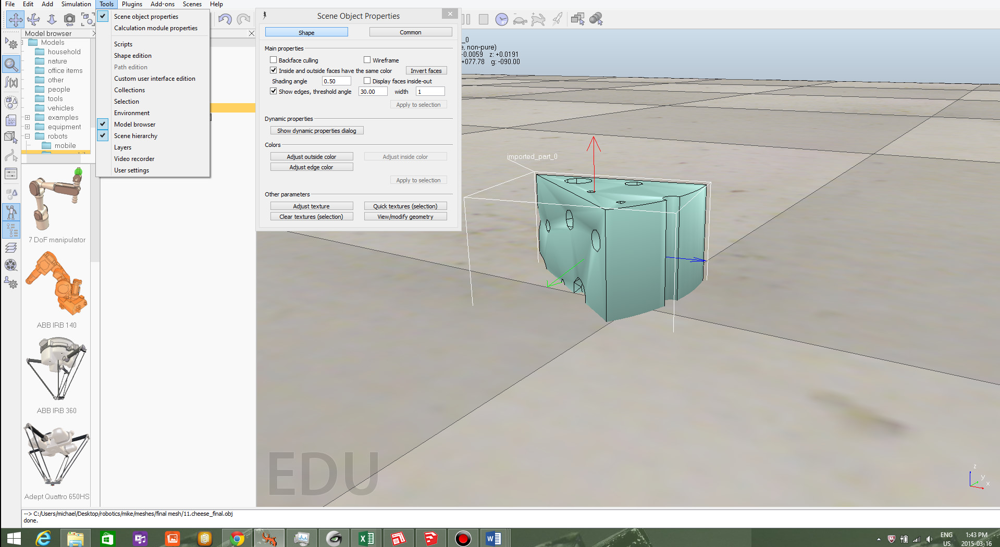 File Edit Add Simulation Tools Plugins Add-ons Scenes Help
Model browser
Models
household
nature
office items
other
people
tools
vehicles
examples
equipment
robots
mobile
7 DoF manipulator
ABB IRB 140
ABB IRB 360
Adept Quattro 650HS
Scene object properties
Calculation module properties
Scripts
Shape edition
Path edition
Custom user interface edition
Collections
Selection
Environment
Model browser
Scene hierarchy
Layers
Video recorder
User settings
Scene Object Properties
Shape Common
Main properties
Backface culling Wireframe
Inside and outside faces have the same color Invert faces
Shading angle 0.50 Display faces inside-out
Show edges, threshold angle 30.00 width 1
Apply to selection
Dynamic properties
Show dynamic properties dialog
Colors
Adjust outside color Adjust inside color
Adjust edge color
Apply to selection
Other parameters
Adjust texture Quick textures (selection)
Clear textures (selection) View/modify geometry
_0
e, non-pure)
-0.0059 z: +0.0191
+077.78 g: -090.00
imported_part_0
EDU
z
y
x
--> C:/Users/michael/Desktop/robotics/mike/meshes/final mesh/11.cheese_final.obj
done.
ENG
US
1:43 PM
2015-03-16